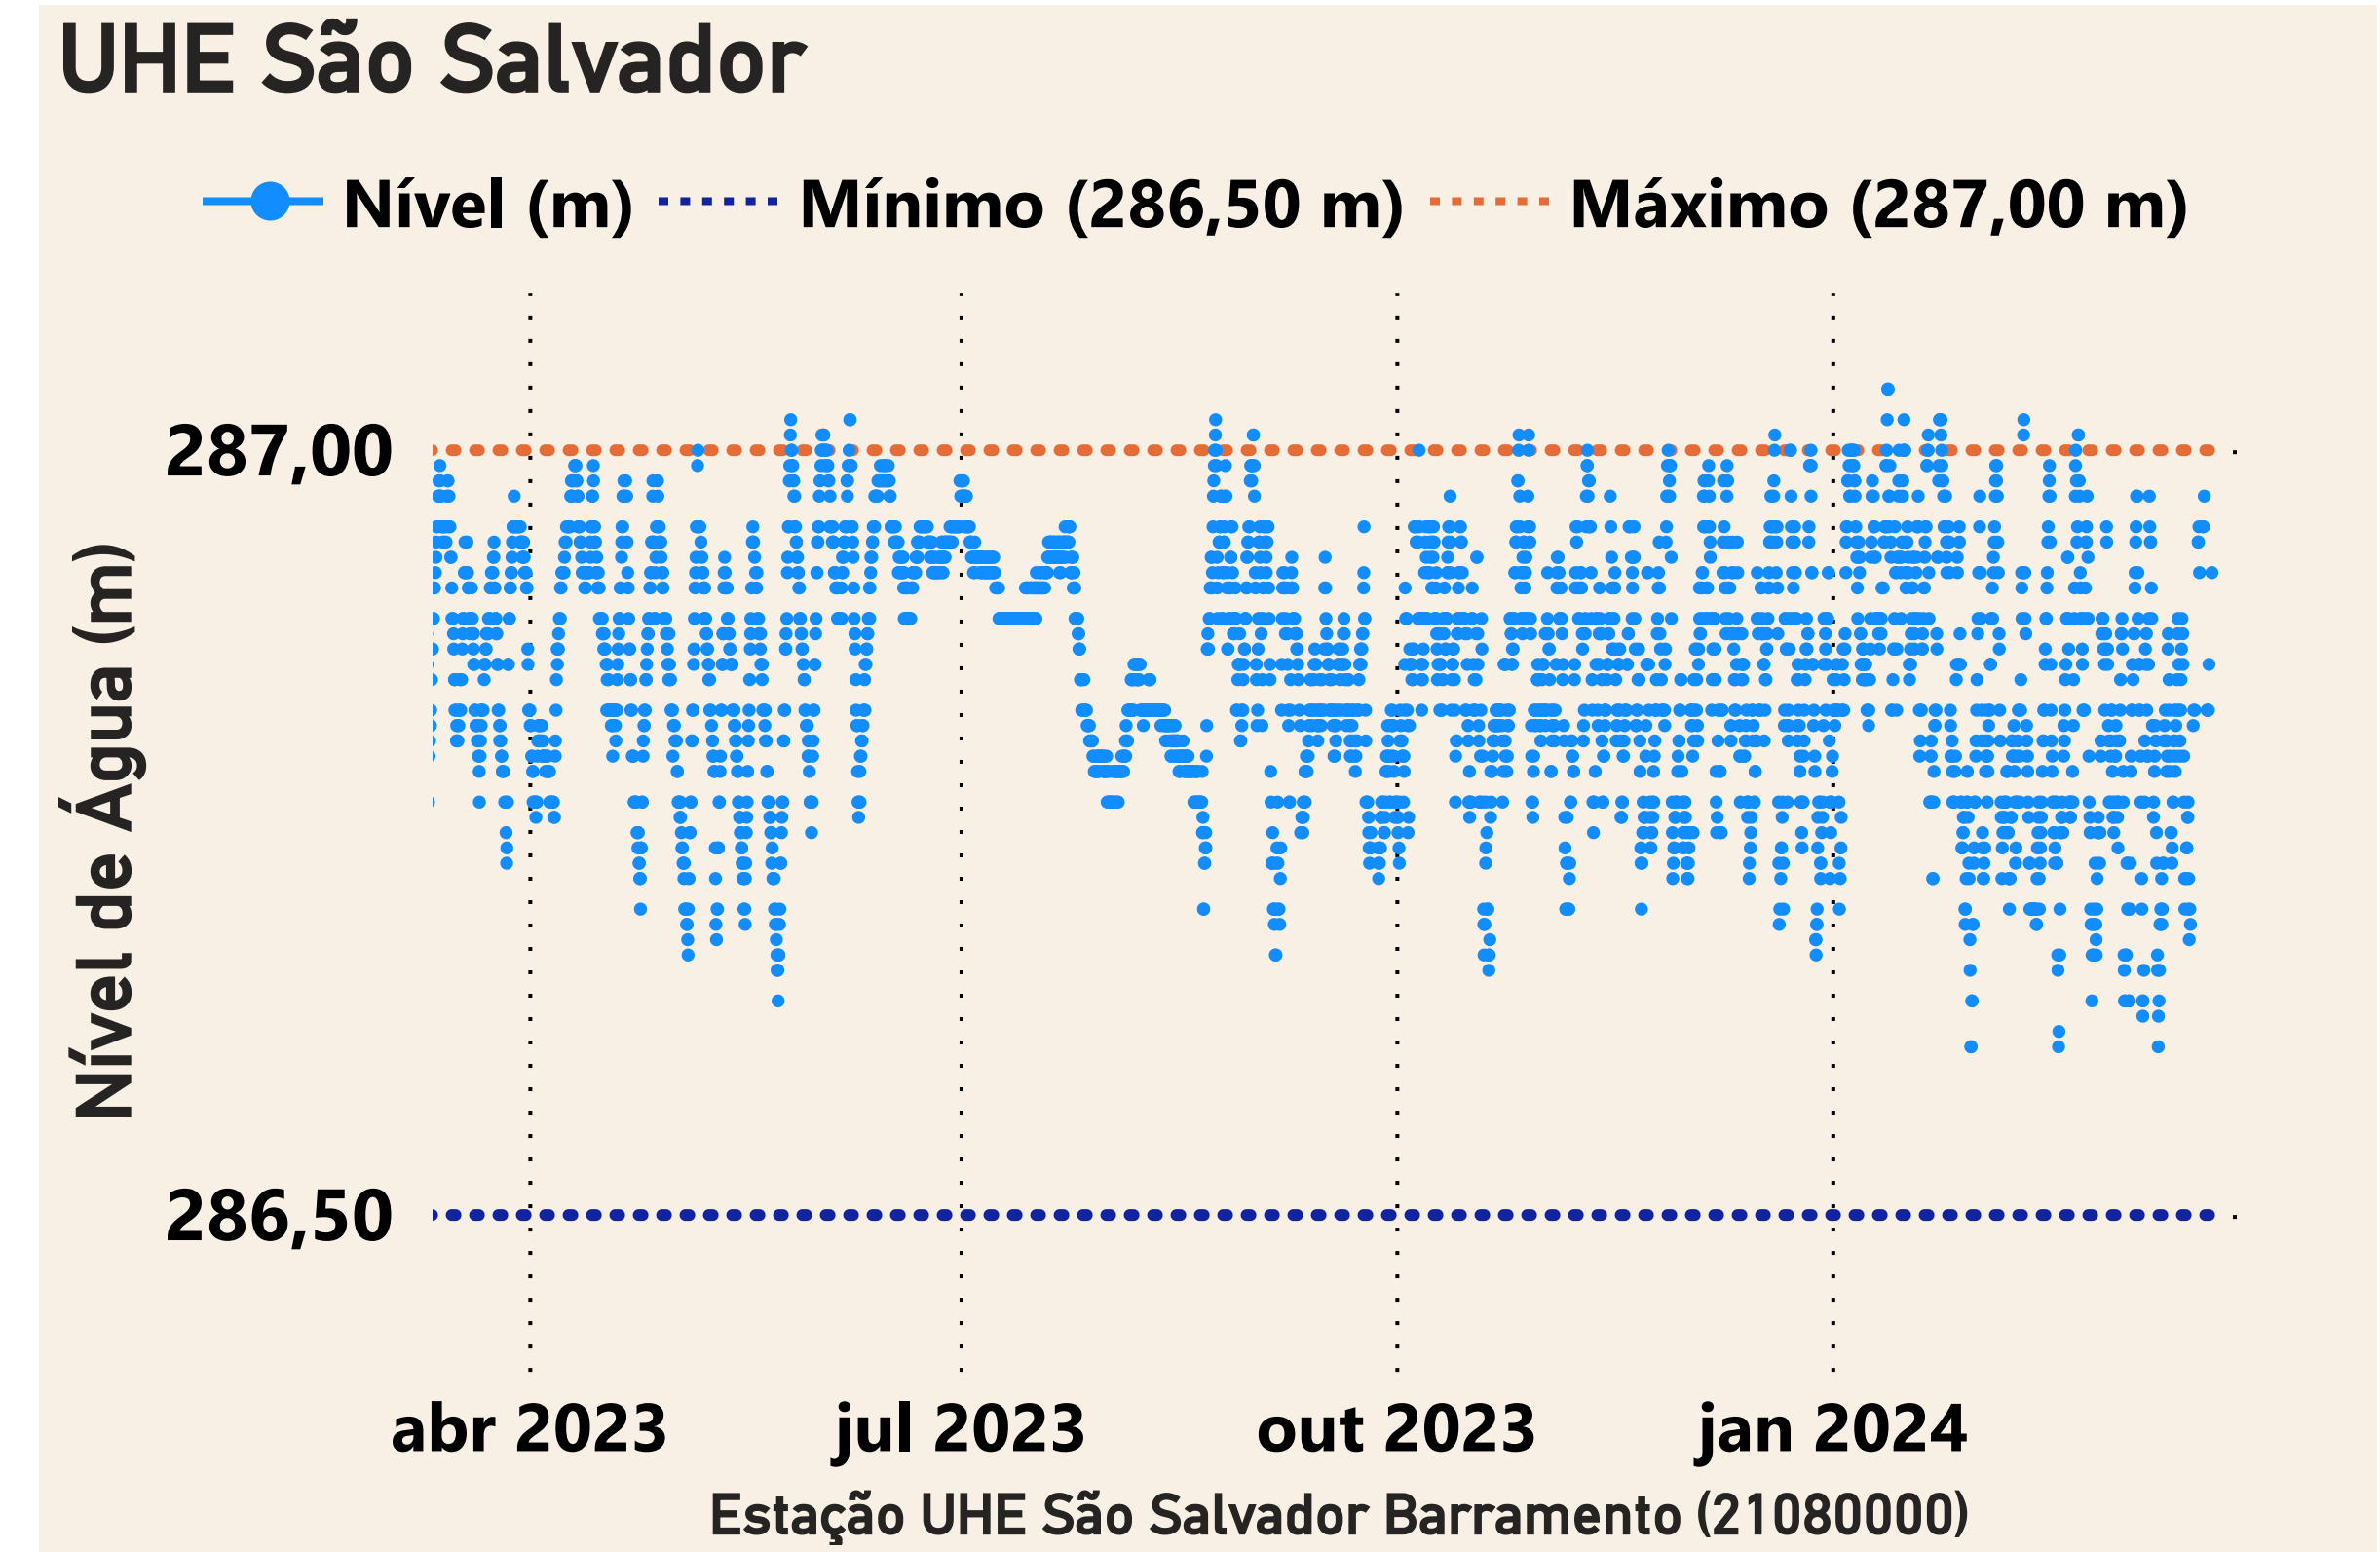 UHE São Salvador
Nível (m) Mínimo (286,50 m) Máximo (287,00 m)
Nível de Água (m)
287,00
286,50
abr 2023 jul 2023 out 2023 jan 2024
Estação UHE São Salvador Barramento (21080000)